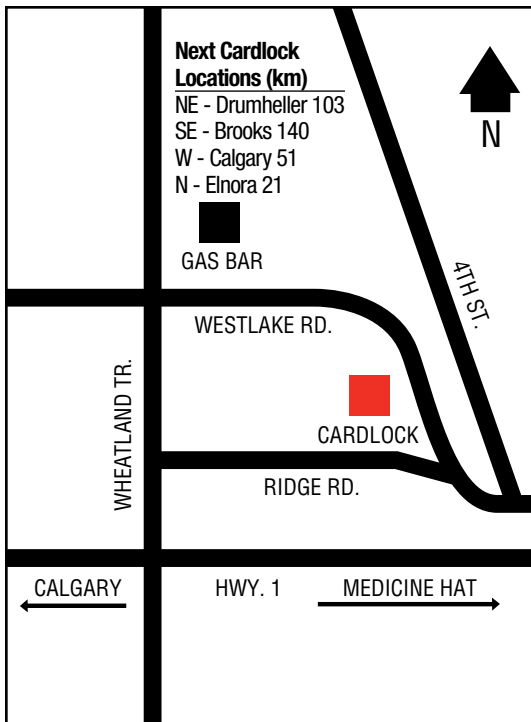 Next Cardlock
Locations (km)
NE - Drumheller 103
SE - Brooks 140
W - Calgary 51
N - Elnora 21
N
GAS BAR
4TH ST.
WESTLAKE RD.
WHEATLAND TR.
CARDLOCK
RIDGE RD.
CALGARY
HWY. 1
MEDICINE HAT